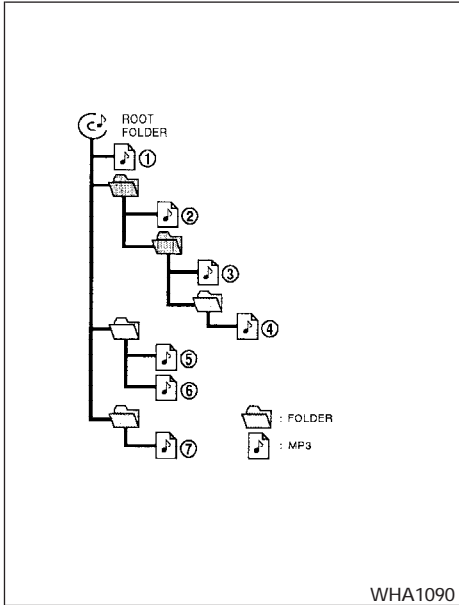 ROOT
FOLDER
①
②
③
④
⑤
⑥
: FOLDER
⑦
: MP3
WHA1090